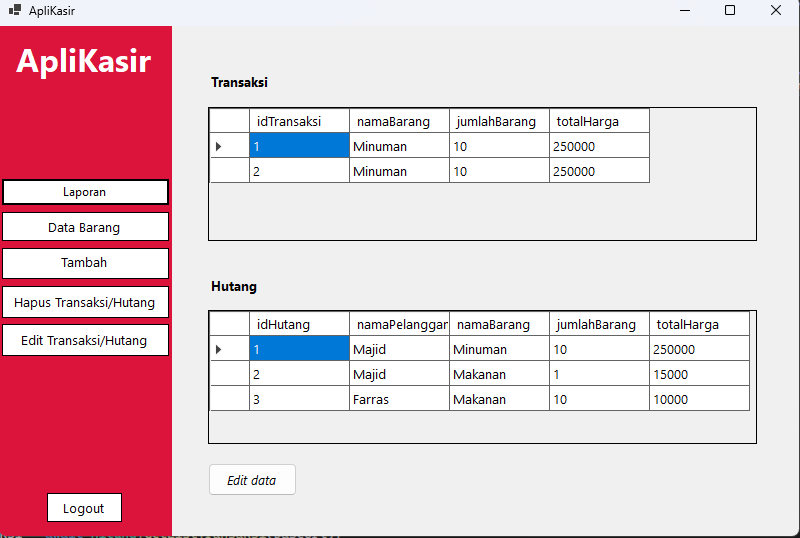 ApliKasir
ApliKasir
Laporan
Data Barang
Tambah
Hapus Transaksi/Hutang
Edit Transaksi/Hutang
Logout
Transaksi
idTransaksi namaBarang jumlahBarang totalHarga
1 Minuman 10 250000
2 Minuman 10 250000
Hutang
idHutang namaPelanggar namaBarang jumlahBarang totalHarga
1 Majid Minuman 10 250000
2 Majid Makanan 1 15000
3 Farras Makanan 10 10000
Edit data